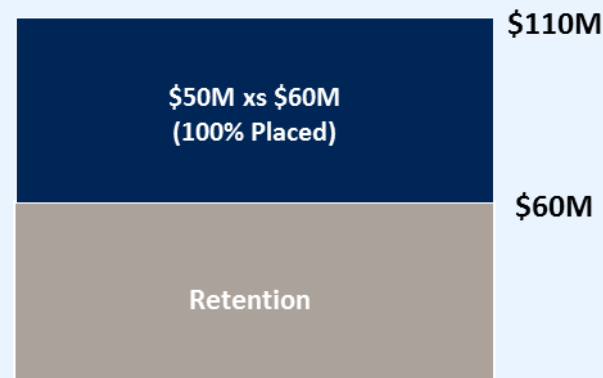 $110M
$50M xs $60M
(100% Placed)
$60M
Retention